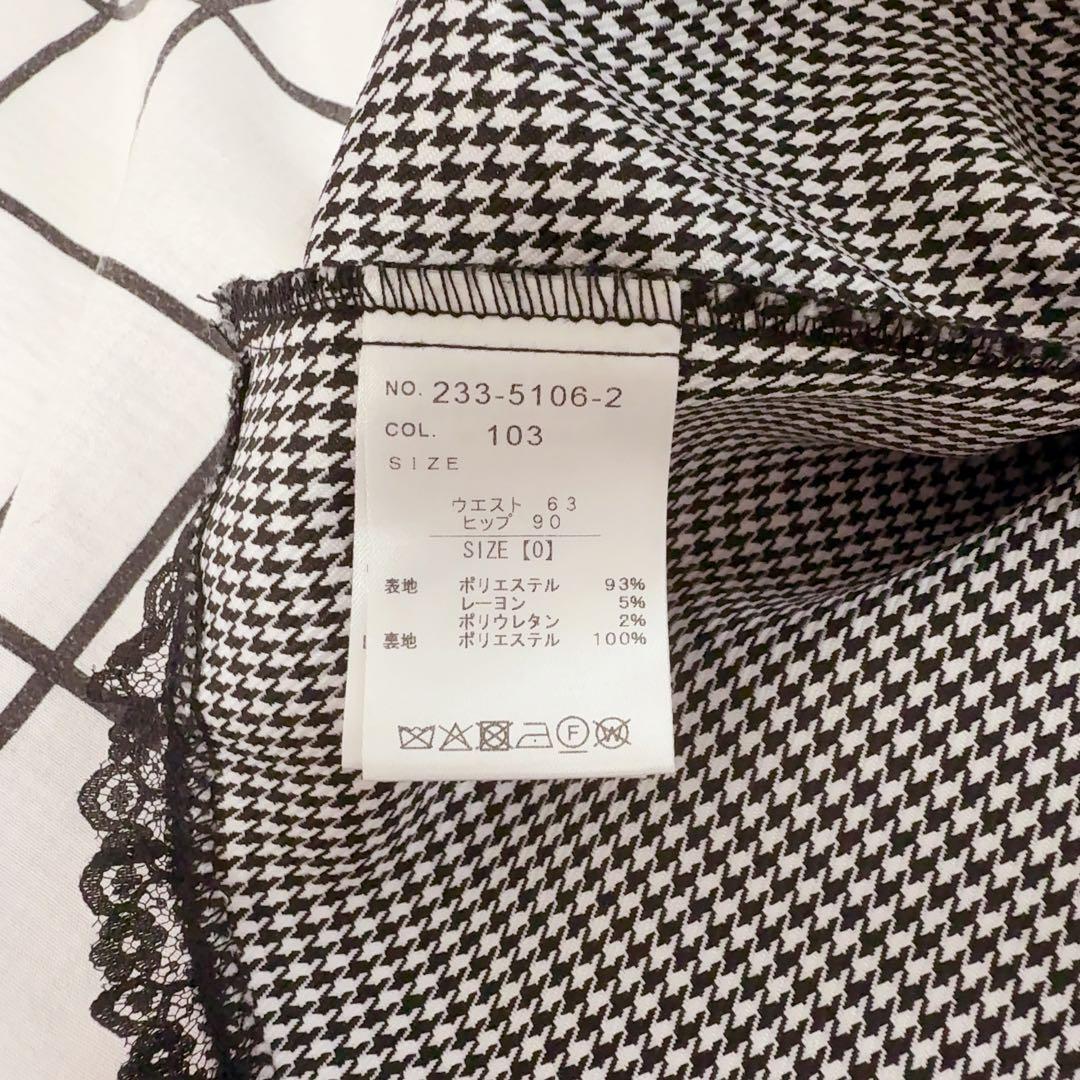 NO. 233-5106-2
COL. 103
SIZE
ウエスト 63
ヒップ 90
SIZE【0】
表地 ポリエステル 93%
レーヨン 5%
ポリウレタン 2%
裏地 ポリエステル 100%
F W